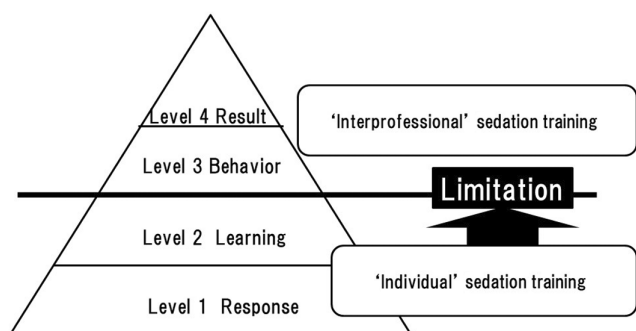 Level 4 Result
'Interprofessional' sedation training
Level 3 Behavior
Limitation
Level 2 Learning
'Individual' sedation training
Level 1 Response